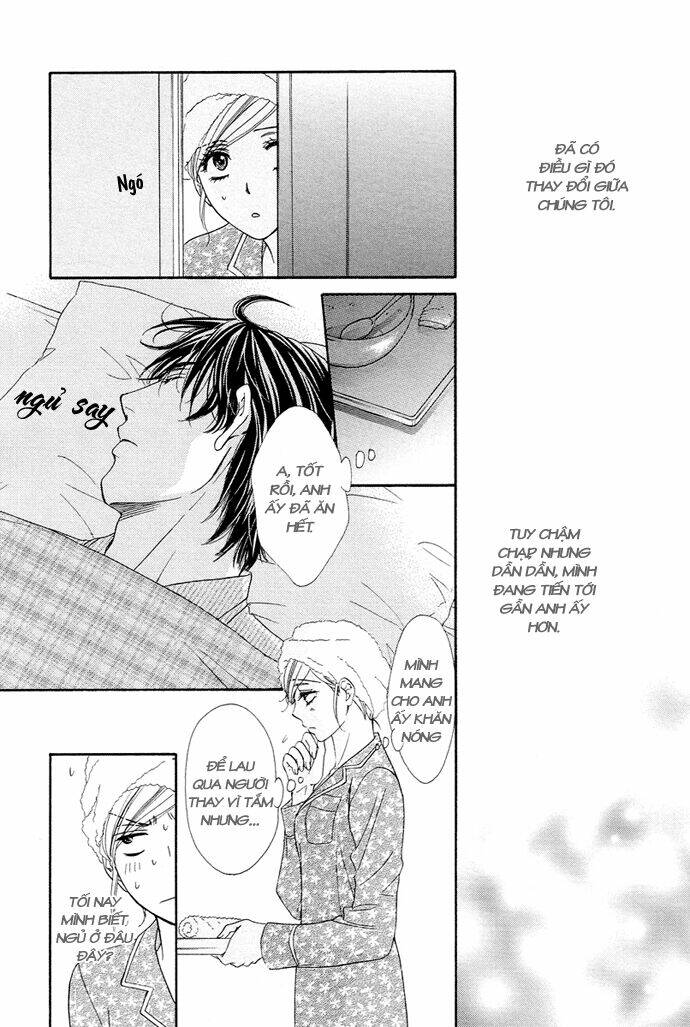 ĐÃ CÓ
ĐIỀU GÌ ĐÓ
THAY ĐỔI GIỮA
CHÚNG TÔI.
Ngó
ngủ say
A, TỐT
RỒI, ANH
ẤY ĐÃ ĂN
HẾT.
TUY CHẬM
CHẠP, NHƯNG
DẦN DẦN, MÌNH
ĐANG TIẾN TỚI
GẦN ANH ẤY
HƠN.
MÌNH
MANG
CHO ANH
ẤY KHĂN
NÓNG
ĐỂ LAU
QUA NGƯỜI
THAY VÌ TẮM
NHƯNG...
TỐI NAY
MÌNH BIẾT,
NGỦ Ở ĐÂU
ĐÂY?